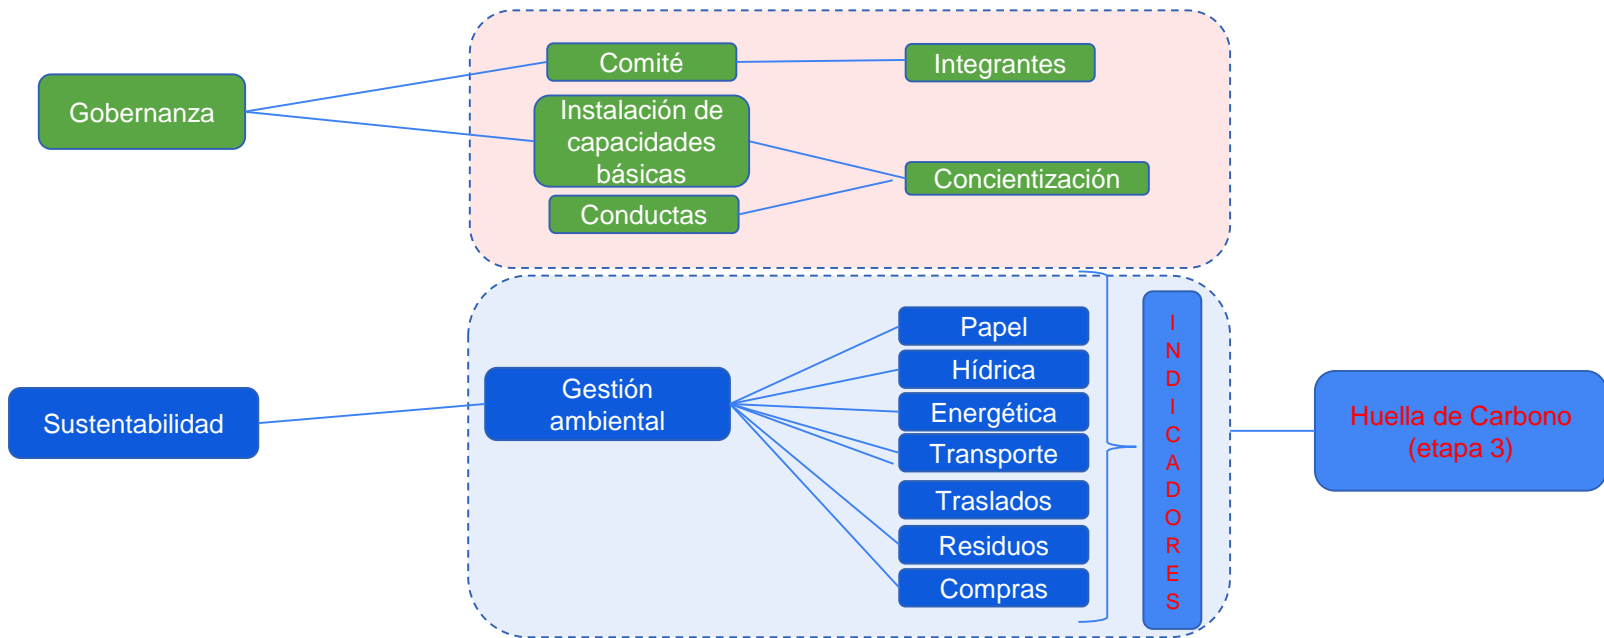 Gobernanza
Comité
Integrantes
Instalación de
capacidades
básicas
Concientización
Conductas
Sustentabilidad
Gestión
ambiental
Papel
Hídrica
Energética
Transporte
Traslados
Residuos
Compras
I
N
D
I
C
A
D
O
R
E
S
Huella de Carbono
(etapa 3)